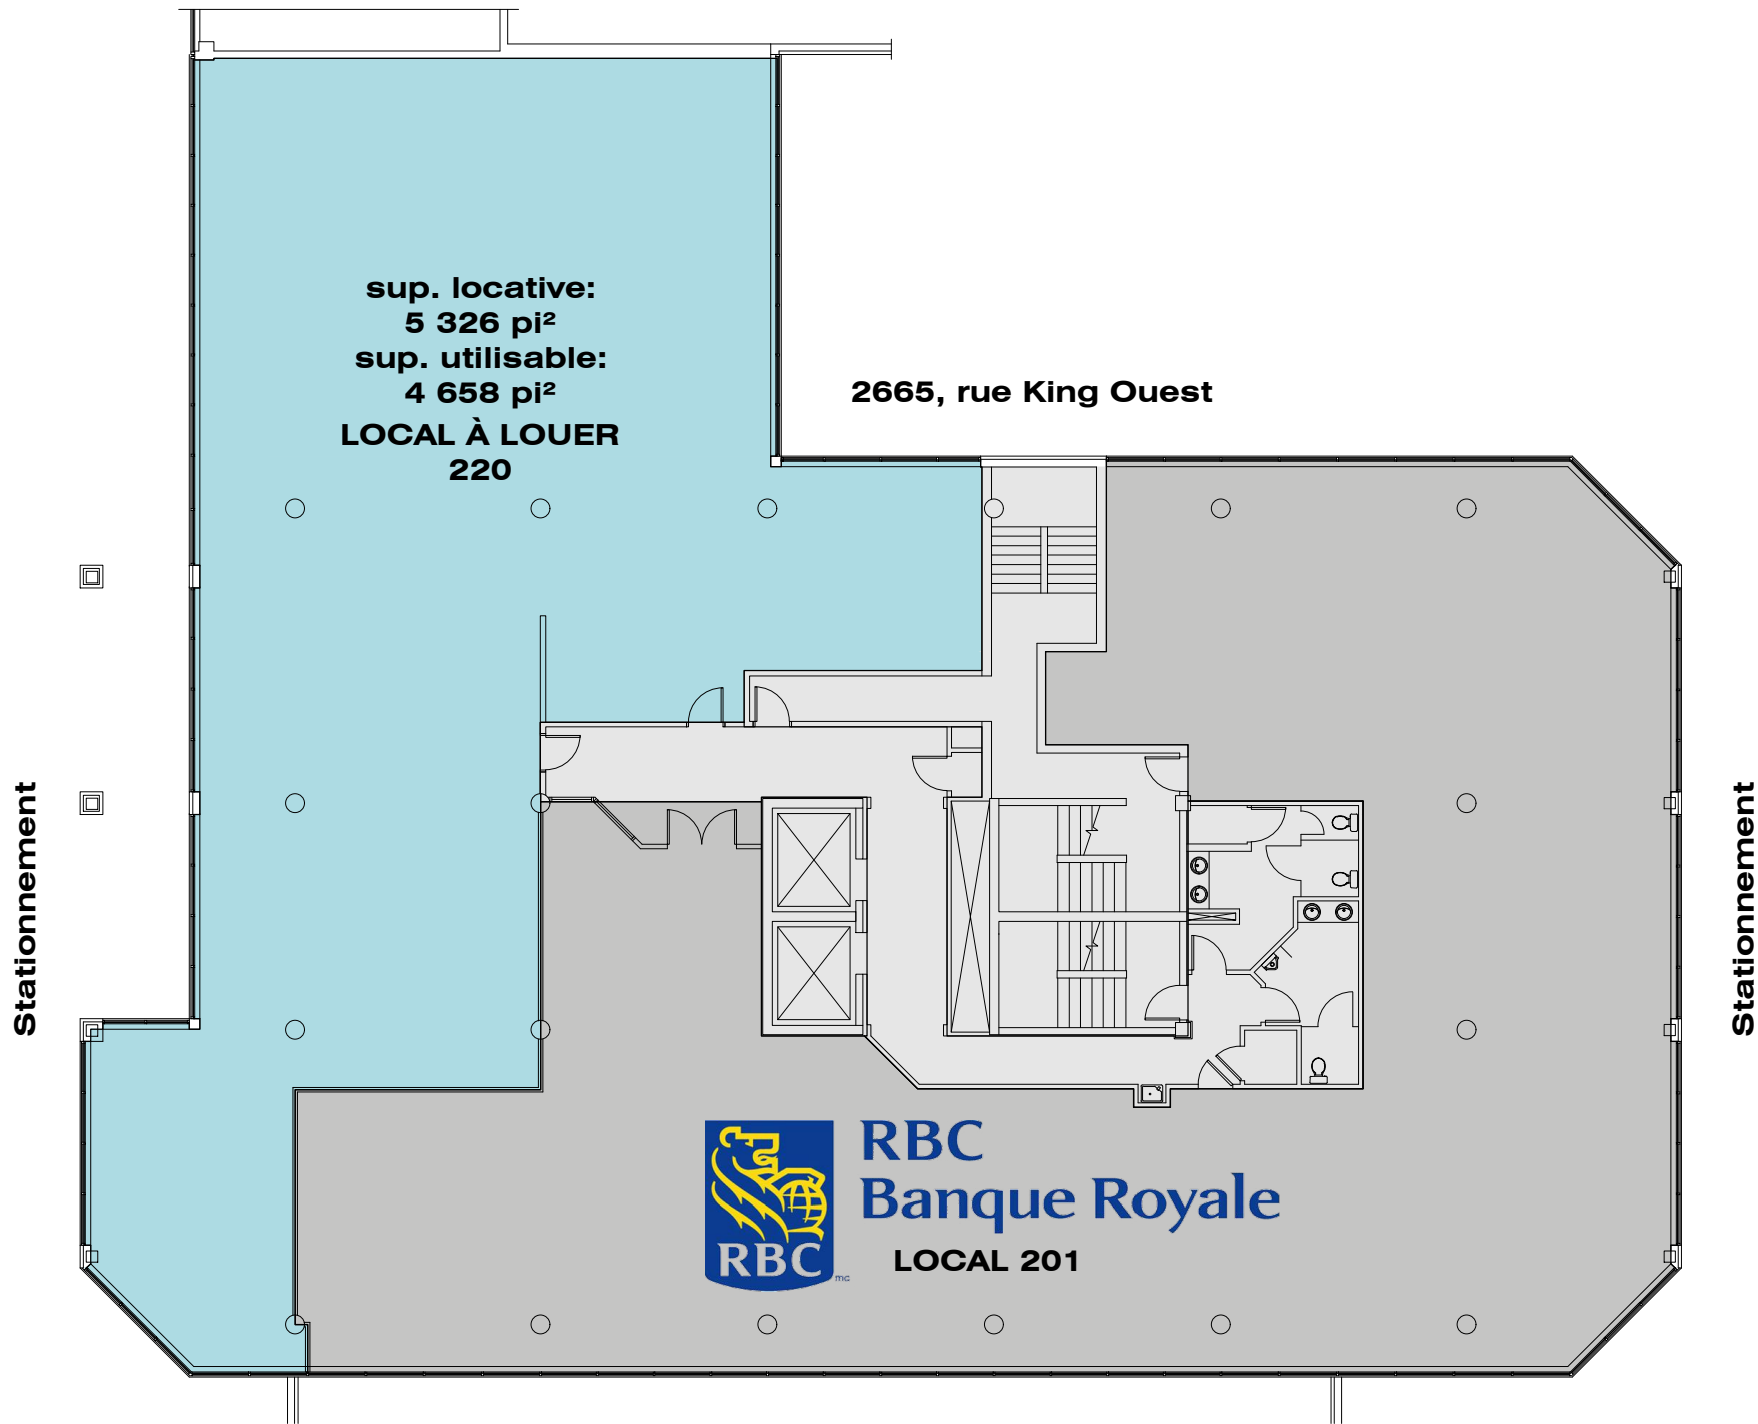 sup. locative:
5 326 pi²
sup. utilisable:
4 658 pi²
LOCAL À LOUER
220
2665, rue King Ouest
Stationnement
Stationnement
RBC
Banque Royale
RBC
mc
LOCAL 201